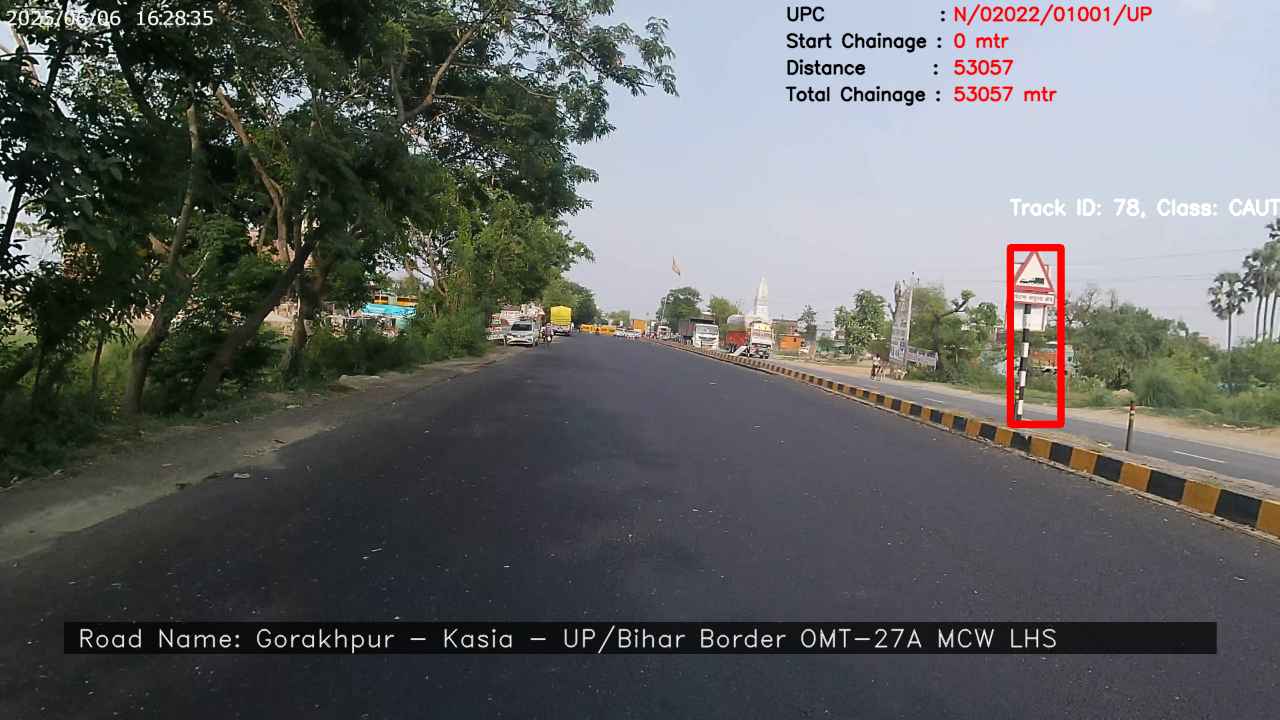 2025/06/06 16:28:35
UPC : N/02022/01001/UP
Start Chainage : 0 mtr
Distance : 53057
Total Chainage : 53057 mtr
Track ID: 78, Class: CAUT
Road Name: Gorakhpur - Kasia - UP/Bihar Border OMT-27A MCW LHS